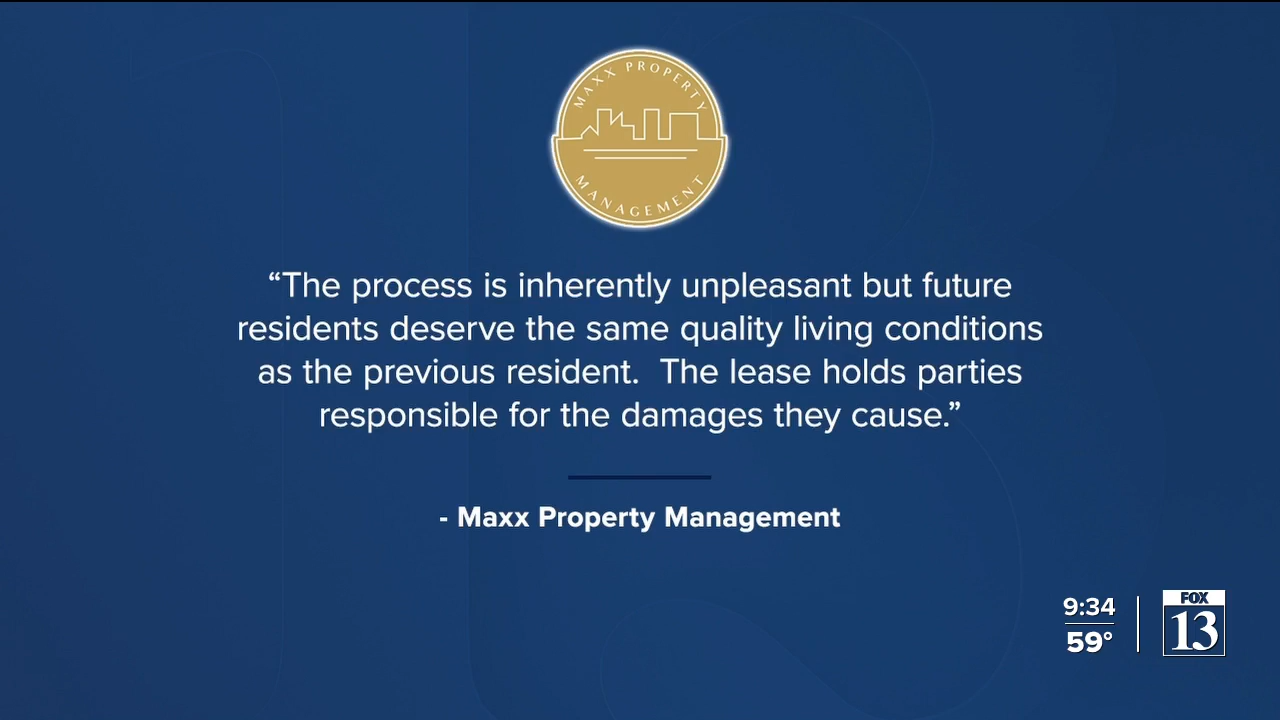 MAXX PROPERTY
MANAGEMENT
“The process is inherently unpleasant but future
residents deserve the same quality living conditions
as the previous resident.  The lease holds parties
responsible for the damages they cause.”
- Maxx Property Management
9:34
59°
FOX
13